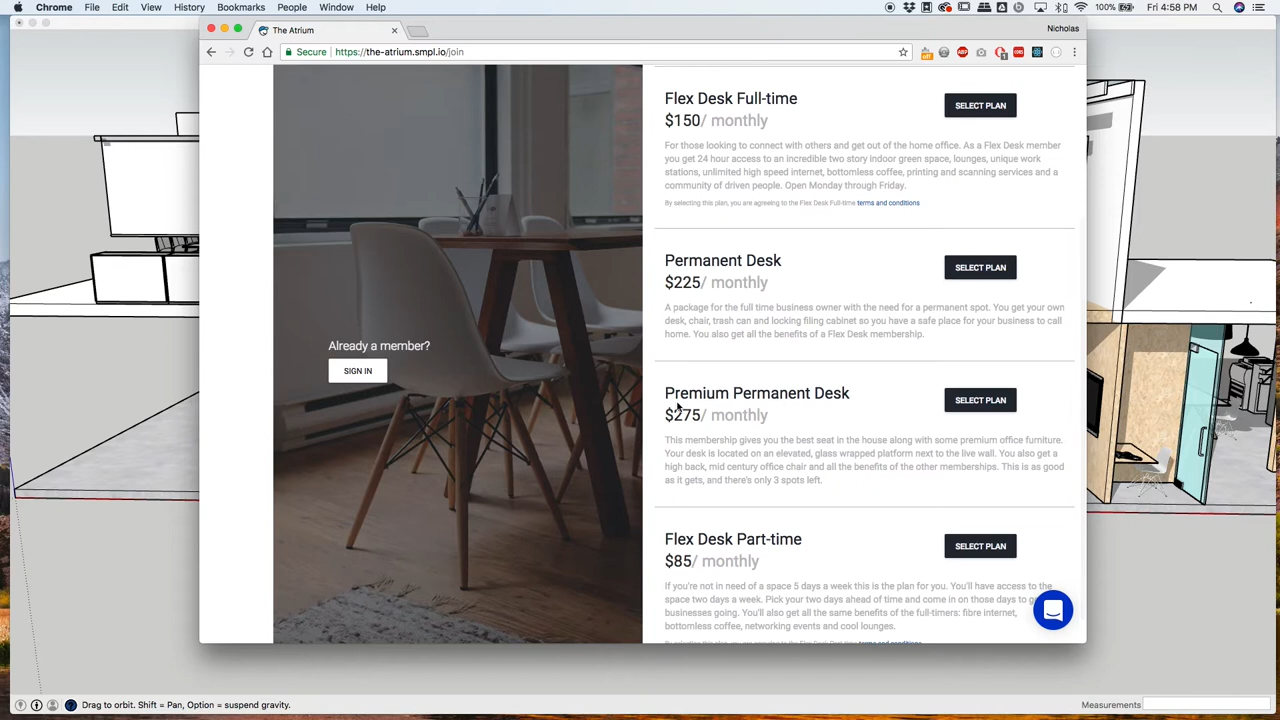 Chrome File Edit View History Bookmarks People Window Help 100% Fri 4:58 PM
The Atrium Nicholas
Secure https://the-atrium.smpl.io/join
Flex Desk Full-time
SELECT PLAN
$150/ monthly
For those looking to connect with others and get out of the home office. As a Flex Desk member
you get 24 hour access to an incredible two story indoor green space, lounges, unique work
stations, unlimited high speed internet, bottomless coffee, printing and scanning services and a
community of driven people. Open Monday through Friday.
By selecting this plan, you are agreeing to the Flex Desk Full-time terms and conditions
Permanent Desk
SELECT PLAN
$225/ monthly
A package for the full time business owner with the need for a permanent spot. You get your own
desk, chair, trash can and locking filing cabinet so you have a safe place for your business to call
home. You also get all the benefits of a Flex Desk membership.
Already a member?
SIGN IN
Premium Permanent Desk
SELECT PLAN
$275/ monthly
This membership gives you the best seat in the house along with some premium office furniture.
Your desk is located on an elevated, glass wrapped platform next to the live wall. You also get a
high back, mid century office chair and all the benefits of the other memberships. This is as good
as it gets, and there's only 3 spots left.
Flex Desk Part-time
SELECT PLAN
$85/ monthly
If you're not in need of a space 5 days a week this is the plan for you. You'll have access to the
space two days a week. Pick your two days ahead of time and come in on those days to
businesses going. You'll also get all the same benefits of the full-timers: fibre internet,
bottomless coffee, networking events and cool lounges.
By selecting this plan, you are agreeing to the Flex Desk Part-time terms and conditions
Drag to orbit. Shift = Pan, Option = suspend gravity. Measurements